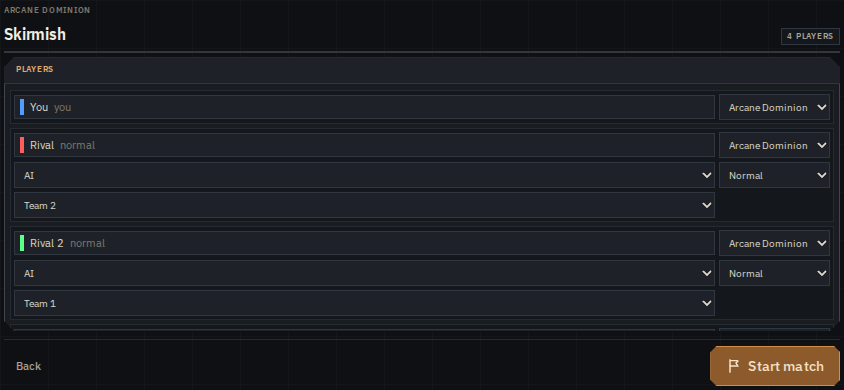 ARCANE DOMINION
Skirmish
4 PLAYERS
PLAYERS
You you Arcane Dominion
Rival normal Arcane Dominion
AI Normal
Team 2
Rival 2 normal Arcane Dominion
AI Normal
Team 1
Back Start match